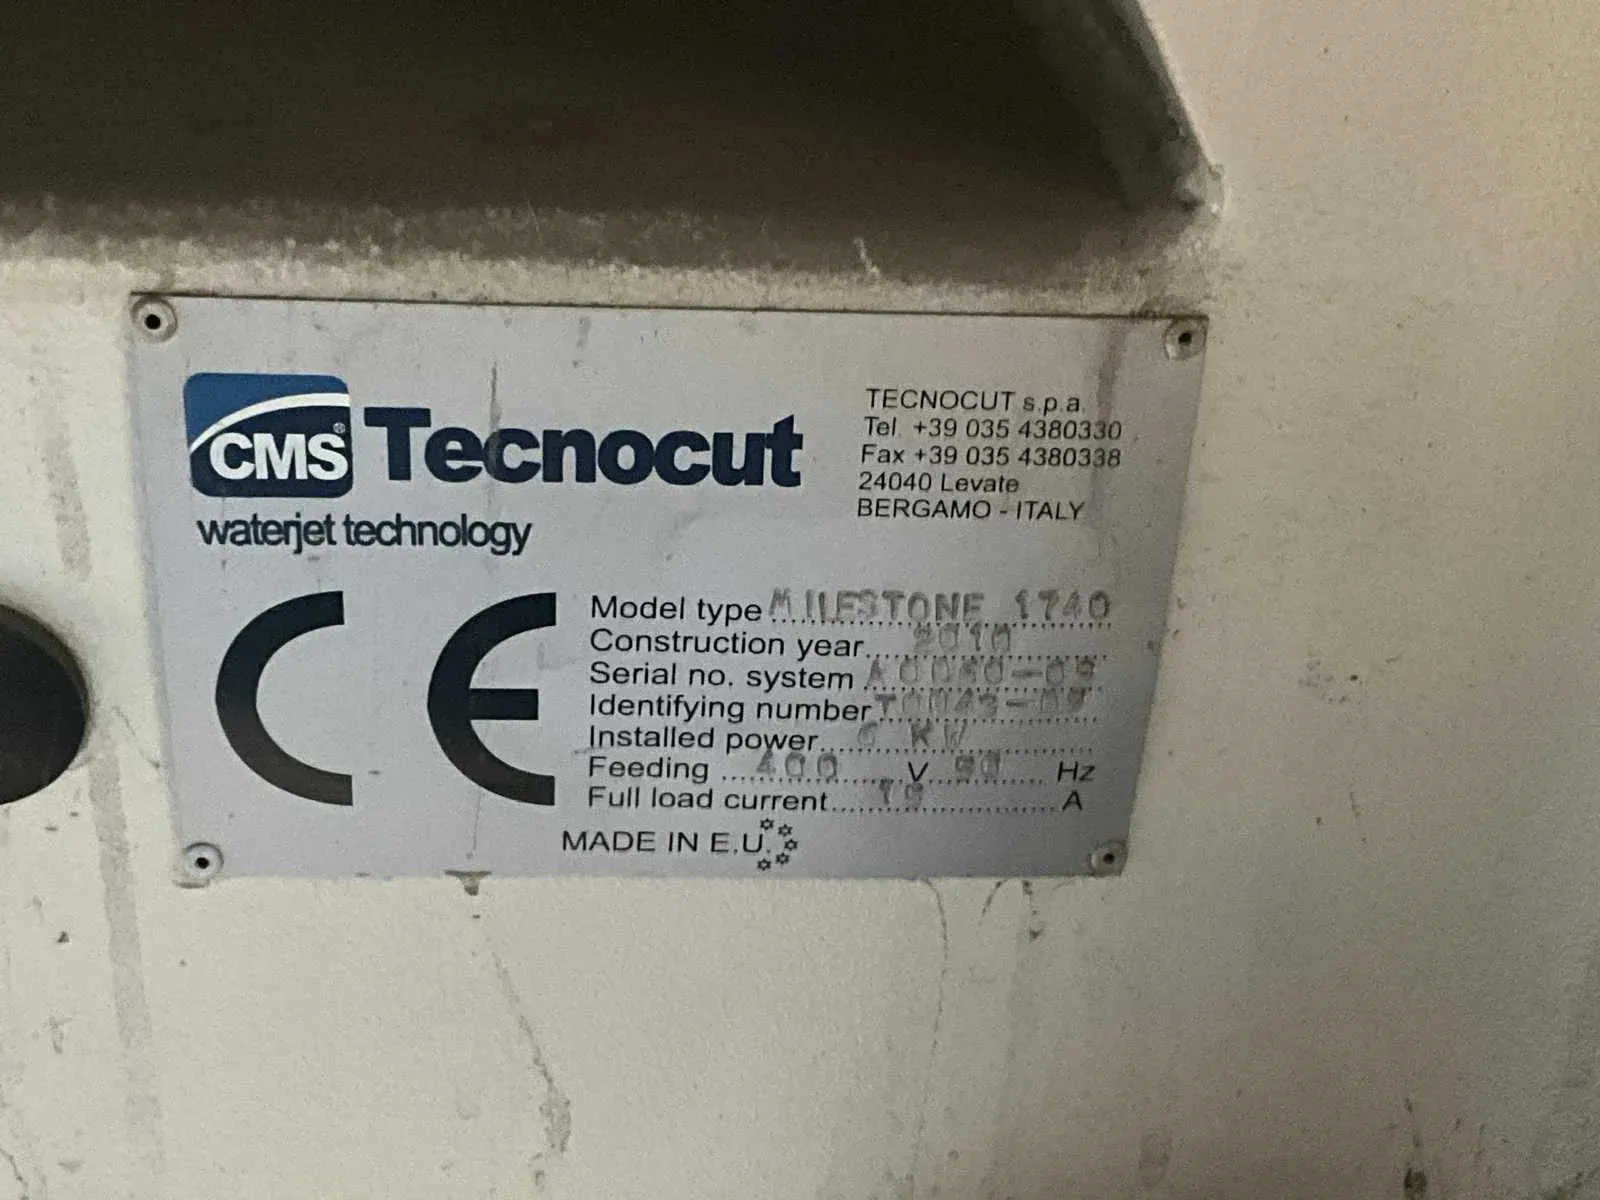 CMS® Tecnocut
waterjet technology
TECNOCUT s.p.a.
Tel. +39 035 4380330
Fax +39 035 4380338
24040 Levate
BERGAMO - ITALY
CE
Model type MILESTONE 1740
Construction year 2010
Serial no. system
Identifying number
Installed power 6 KW
Feeding 400 V Hz
Full load current A
MADE IN E.U.